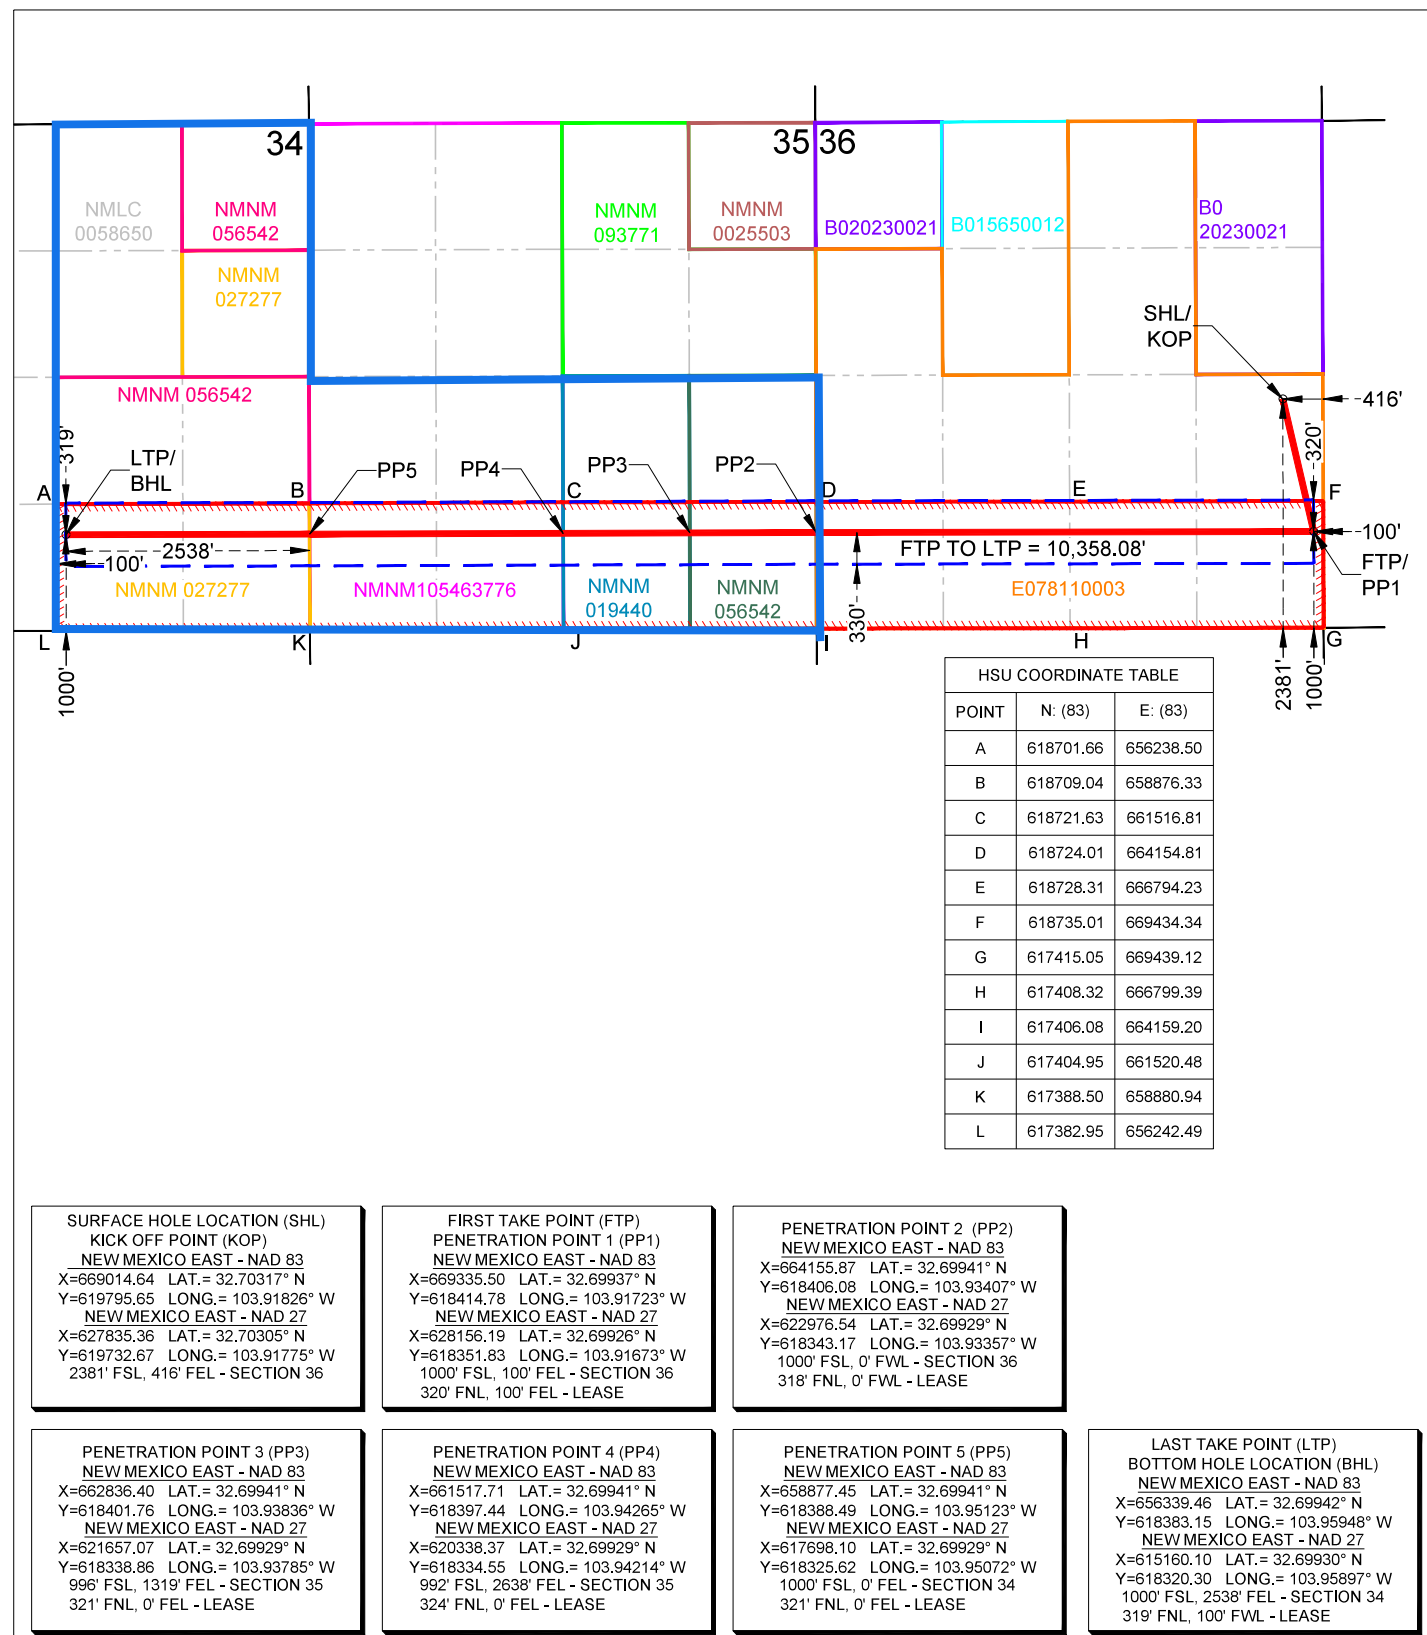 34
35
36
NMLC
0058650
NMNM
056542
NMNM
027277
NMNM
093771
NMNM
0025503
B020230021
B015650012
B0
20230021
SHL/
KOP
NMNM 056542
416'
319'
320'
LTP/
BHL
PP5
PP4
PP3
PP2
A
B
C
D
E
F
2538'
100'
FTP TO LTP = 10,358.08'
100'
FTP/
PP1
NMNM 027277
NMNM105463776
NMNM
019440
NMNM
056542
330'
E078110003
L
K
J
I
H
G
1000'
2381'
1000'
HSU COORDINATE TABLE
POINT N: (83) E: (83)
A 618701.66 656238.50
B 618709.04 658876.33
C 618721.63 661516.81
D 618724.01 664154.81
E 618728.31 666794.23
F 618735.01 669434.34
G 617415.05 669439.12
H 617408.32 666799.39
I 617406.08 664159.20
J 617404.95 661520.48
K 617388.50 658880.94
L 617382.95 656242.49
SURFACE HOLE LOCATION (SHL)
KICK OFF POINT (KOP)
NEW MEXICO EAST - NAD 83
X=669014.64 LAT.= 32.70317° N
Y=619795.65 LONG.= 103.91826° W
NEW MEXICO EAST - NAD 27
X=627835.36 LAT.= 32.70305° N
Y=619732.67 LONG.= 103.91775° W
2381' FSL, 416' FEL - SECTION 36
FIRST TAKE POINT (FTP)
PENETRATION POINT 1 (PP1)
NEW MEXICO EAST - NAD 83
X=669335.50 LAT.= 32.69937° N
Y=618414.78 LONG.= 103.91723° W
NEW MEXICO EAST - NAD 27
X=628156.19 LAT.= 32.69926° N
Y=618351.83 LONG.= 103.91673° W
1000' FSL, 100' FEL - SECTION 36
320' FNL, 100' FEL - LEASE
PENETRATION POINT 2 (PP2)
NEW MEXICO EAST - NAD 83
X=664155.87 LAT.= 32.69941° N
Y=618406.08 LONG.= 103.93407° W
NEW MEXICO EAST - NAD 27
X=622976.54 LAT.= 32.69929° N
Y=618343.17 LONG.= 103.93357° W
1000' FSL, 0' FWL - SECTION 36
318' FNL, 0' FWL - LEASE
PENETRATION POINT 3 (PP3)
NEW MEXICO EAST - NAD 83
X=662836.40 LAT.= 32.69941° N
Y=618401.76 LONG.= 103.93836° W
NEW MEXICO EAST - NAD 27
X=621657.07 LAT.= 32.69929° N
Y=618338.86 LONG.= 103.93785° W
996' FSL, 1319' FEL - SECTION 35
321' FNL, 0' FEL - LEASE
PENETRATION POINT 4 (PP4)
NEW MEXICO EAST - NAD 83
X=661517.71 LAT.= 32.69941° N
Y=618397.44 LONG.= 103.94265° W
NEW MEXICO EAST - NAD 27
X=620338.37 LAT.= 32.69929° N
Y=618334.55 LONG.= 103.94214° W
992' FSL, 2638' FEL - SECTION 35
324' FNL, 0' FEL - LEASE
PENETRATION POINT 5 (PP5)
NEW MEXICO EAST - NAD 83
X=658877.45 LAT.= 32.69941° N
Y=618388.49 LONG.= 103.95123° W
NEW MEXICO EAST - NAD 27
X=617698.10 LAT.= 32.69929° N
Y=618325.62 LONG.= 103.95072° W
1000' FSL, 0' FEL - SECTION 34
321' FNL, 0' FEL - LEASE
LAST TAKE POINT (LTP)
BOTTOM HOLE LOCATION (BHL)
NEW MEXICO EAST - NAD 83
X=656339.46 LAT.= 32.69942° N
Y=618383.15 LONG.= 103.95948° W
NEW MEXICO EAST - NAD 27
X=615160.10 LAT.= 32.69930° N
Y=618320.30 LONG.= 103.95897° W
1000' FSL, 2538' FEL - SECTION 34
319' FNL, 100' FWL - LEASE